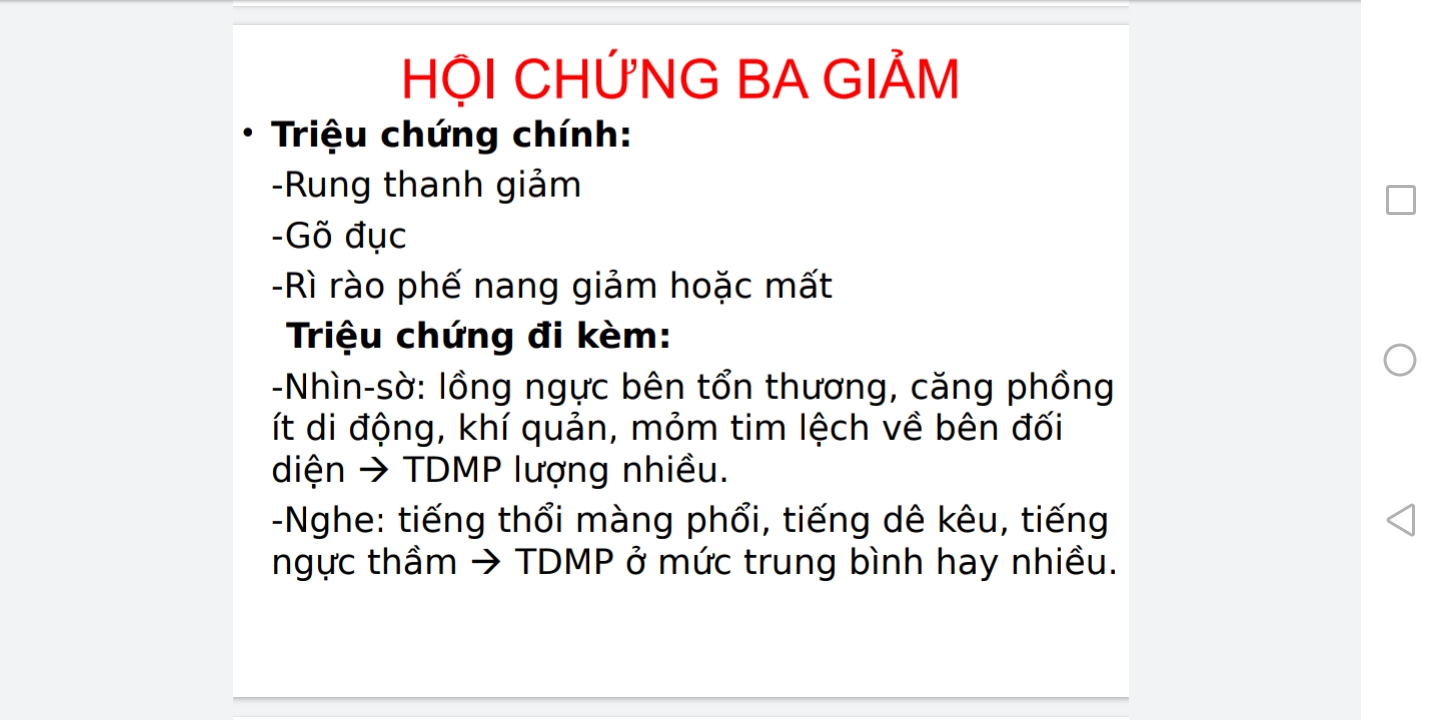 HỘI CHỨNG BA GIẢM
• Triệu chứng chính:
-Rung thanh giảm
-Gõ đục
-Rì rào phế nang giảm hoặc mất
Triệu chứng đi kèm:
-Nhìn-sờ: lồng ngực bên tổn thương, căng phồng
ít di động, khí quản, mỏm tim lệch về bên đối
diện → TDMP lượng nhiều.
-Nghe: tiếng thổi màng phổi, tiếng dê kêu, tiếng
ngực thầm → TDMP ở mức trung bình hay nhiều.